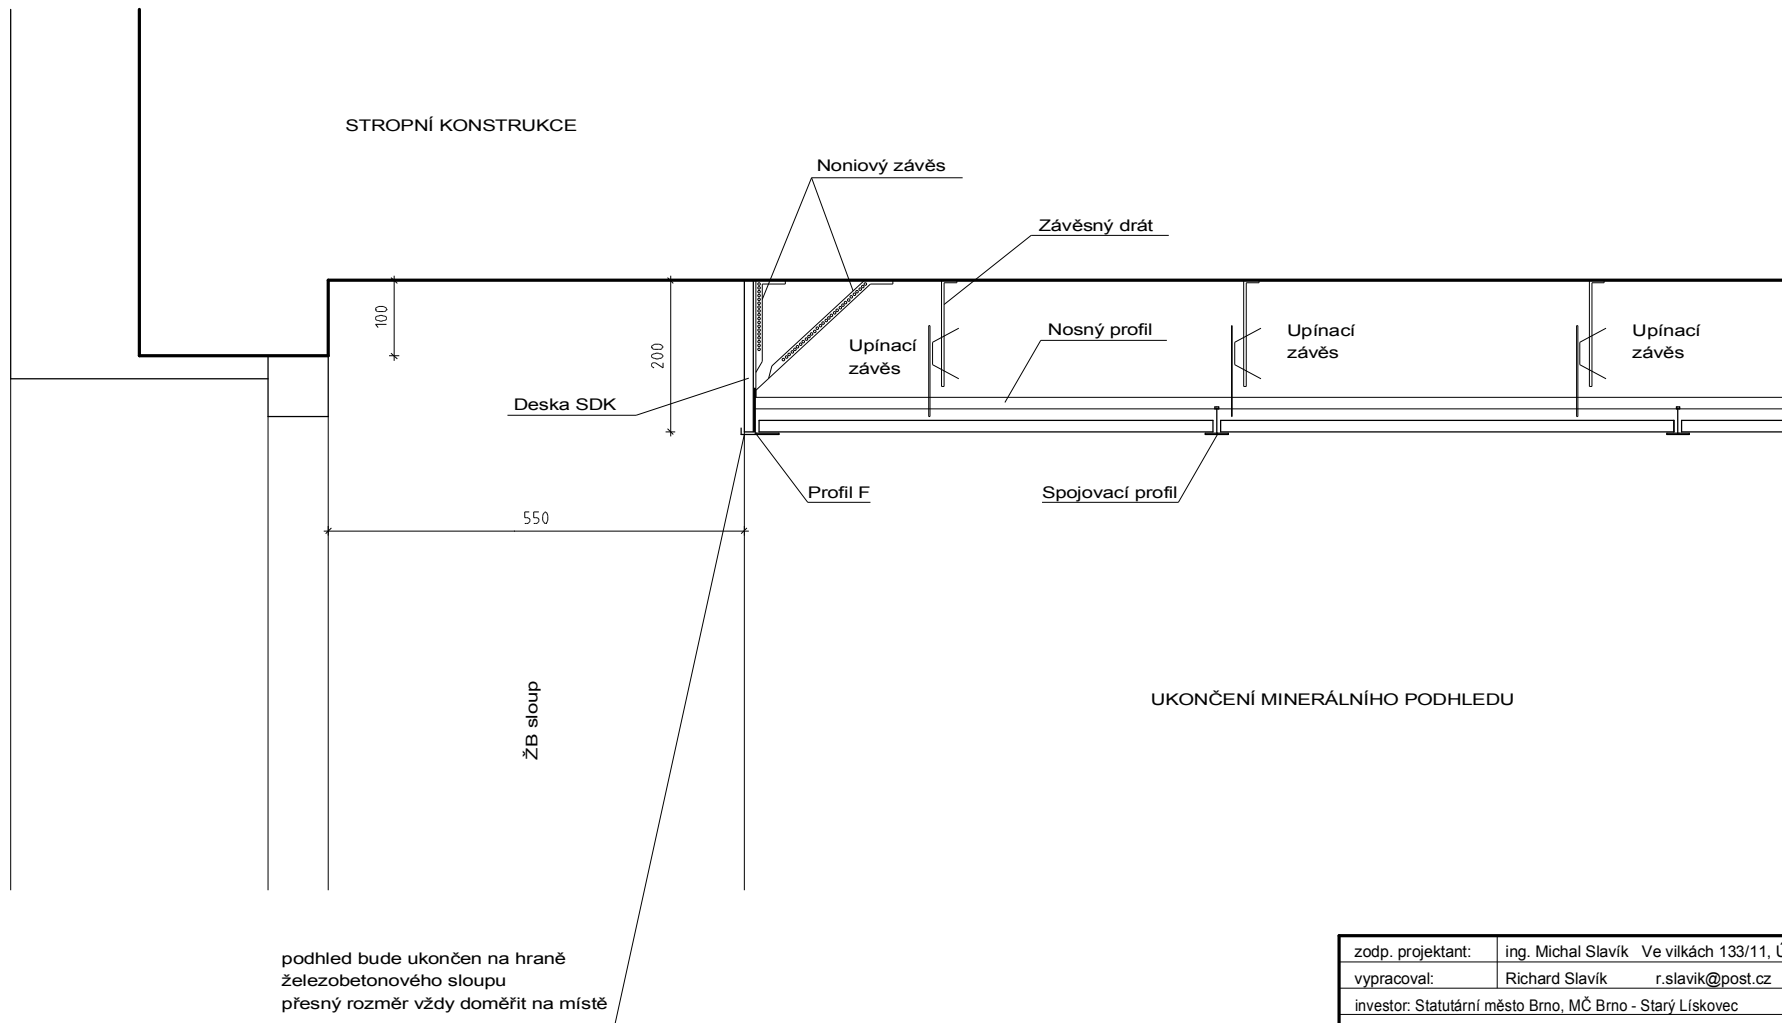 STROPNÍ KONSTRUKCE
Noniový závěs
Závěsný drát
100
200
Upínací
závěs
Nosný profil
Upínací
závěs
Upínací
závěs
Deska SDK
Profil F
Spojovací profil
550
ŽB sloup
UKONČENÍ MINERÁLNÍHO PODHLEDU
podhled bude ukončen na hraně
železobetonového sloupu
přesný rozměr vždy doměřit na místě
zodp. projektant: ing. Michal Slavík Ve vilkách 133/11,
vypracoval: Richard Slavík r.slavik@post.cz
investor: Statutární město Brno, MČ Brno - Starý Lískovec